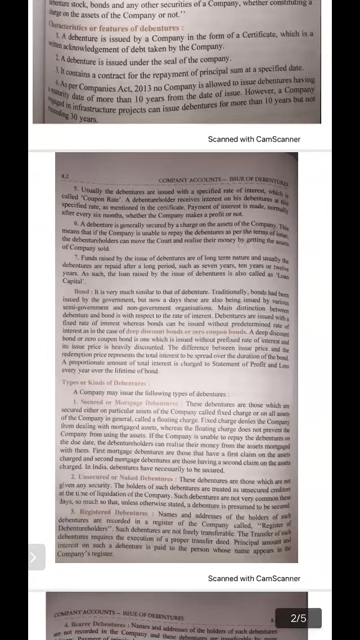 debenture stock, bonds and any other securities of a Company, whether constituting a
charge on the assets of the Company or not."
Characteristics or features of debentures :
1. A debenture is issued by a Company in the form of a Certificate, which is a
written acknowledgement of debt taken by the Company.
2. A debenture is issued under the seal of the company.
3. It contains a contract for the repayment of principal sum at a specified date.
4. As per Companies Act, 2013 no Company is allowed to issue debentures having
a maturity date of more than 10 years from the date of issue. However, a Company
engaged in infrastructure projects can issue debentures for more than 10 years but not
exceeding 30 years.
Scanned with CamScanner
8.2 COMPANY ACCOUNTS— ISSUE OF DEBENTURES
5. Usually the debentures are issued with a specified rate of interest, which is
called 'Coupon Rate'. A debentureholder receives interest on his debentures at this
specified rate, as mentioned in the certificate. Payment of interest is made, normally
after every six months, whether the Company makes a profit or not.
6. A debenture is generally secured by a charge on the assets of the Company. This
means that if the Company is unable to repay the debentures as per the terms of issue,
the debentureholders can move the Court and realise their money by getting the assets
of Company sold.
7. Funds raised by the issue of debentures are of long term nature and usually the
debentures are repaid after a long period, such as seven years, ten years or twelve
years. As such, the loan raised by the issue of debentures is also called as 'Loan
Capital'.
Bond : It is very much similar to that of debenture. Traditionally, bonds had been
issued by the government, but now a days these are also being issued by various
semi-government and non-government organisations. Main distinction between
debenture and bond is with respect to the rate of interest. Debentures are issued with a
fixed rate of interest whereas bonds can be issued without predetermined rate of
interest as in the case of deep discount bonds or zero coupon bonds. A deep discount
bond or zero coupon bond is one which is issued without prefixed rate of interest and
its issue price is heavily discounted. The difference between issue price and the
redemption price represents the total interest to be spread over the duration of the bond.
A proportionate amount of total interest is charged to Statement of Profit and Loss
every year over the lifetime of bond.
Types or Kinds of Debentures :
A Company may issue the following types of debentures :
1. Secured or Mortgage Debentures : These debentures are those which are
secured either on particular assets of the Company called fixed charge or on all assets
of the Company in general, called a floating charge. Fixed charge denies the Company
from dealing with mortgaged assets, whereas the floating charge does not prevent the
Company from using the assets. If the Company is unable to repay the debentures on
the due date, the debentureholders can realise their money from the assets mortgaged
with them. First mortgage debentures are those that have a first claim on the assets
charged and second mortgage debentures are those having a second claim on the assets
charged. In India, debentures have necessarily to be secured.
2. Unsecured or Naked Debentures : These debentures are those which are not
given any security. The holders of such debentures are treated as unsecured creditors
at the time of liquidation of the Company. Such debentures are not very common these
days, so much so that, unless otherwise stated, a debenture is presumed to be secured.
3. Registered Debentures : Names and addresses of the holders of such
debentures are recorded in a register of the Company called, "Register of
Debentureholders". Such debentures are not freely transferable. The Transfer of such
debentures requires the execution of a proper transfer deed. Principal amount and
interest on such a debenture is paid to the person whose name appears in the
Company's register.
Scanned with CamScanner
2/5
COMPANY ACCOUNTS — ISSUE OF DEBENTURES
4. Bearer Debentures : Names and addresses of the holders of such debentures
are not recorded in the Company and these debentures are